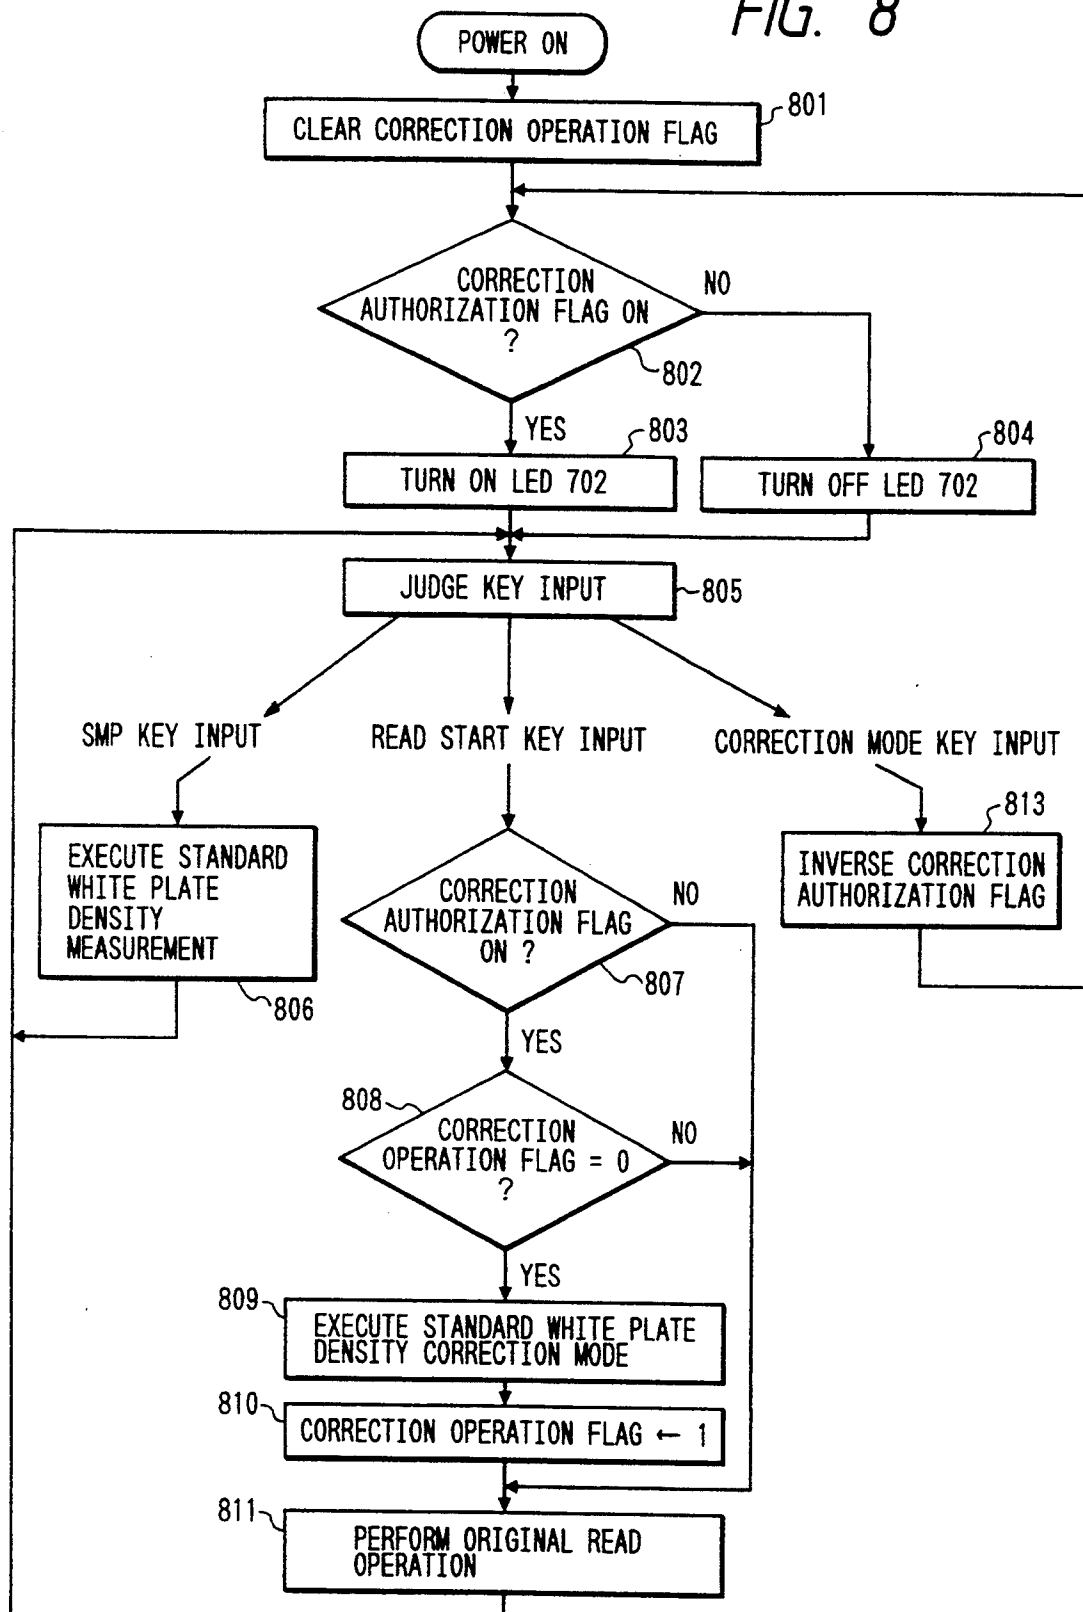 FIG. 8
POWER ON
801
CLEAR CORRECTION OPERATION FLAG
CORRECTION
AUTHORIZATION FLAG ON
?
NO
802
YES
803
804
TURN ON LED 702
TURN OFF LED 702
JUDGE KEY INPUT
805
SMP KEY INPUT
READ START KEY INPUT
CORRECTION MODE KEY INPUT
813
EXECUTE STANDARD
WHITE PLATE
DENSITY
MEASUREMENT
806
CORRECTION
AUTHORIZATION FLAG
ON ?
NO
807
INVERSE CORRECTION
AUTHORIZATION FLAG
YES
808
CORRECTION
OPERATION FLAG = 0
?
NO
YES
809
EXECUTE STANDARD WHITE PLATE
DENSITY CORRECTION MODE
810
CORRECTION OPERATION FLAG ← 1
811
PERFORM ORIGINAL READ
OPERATION